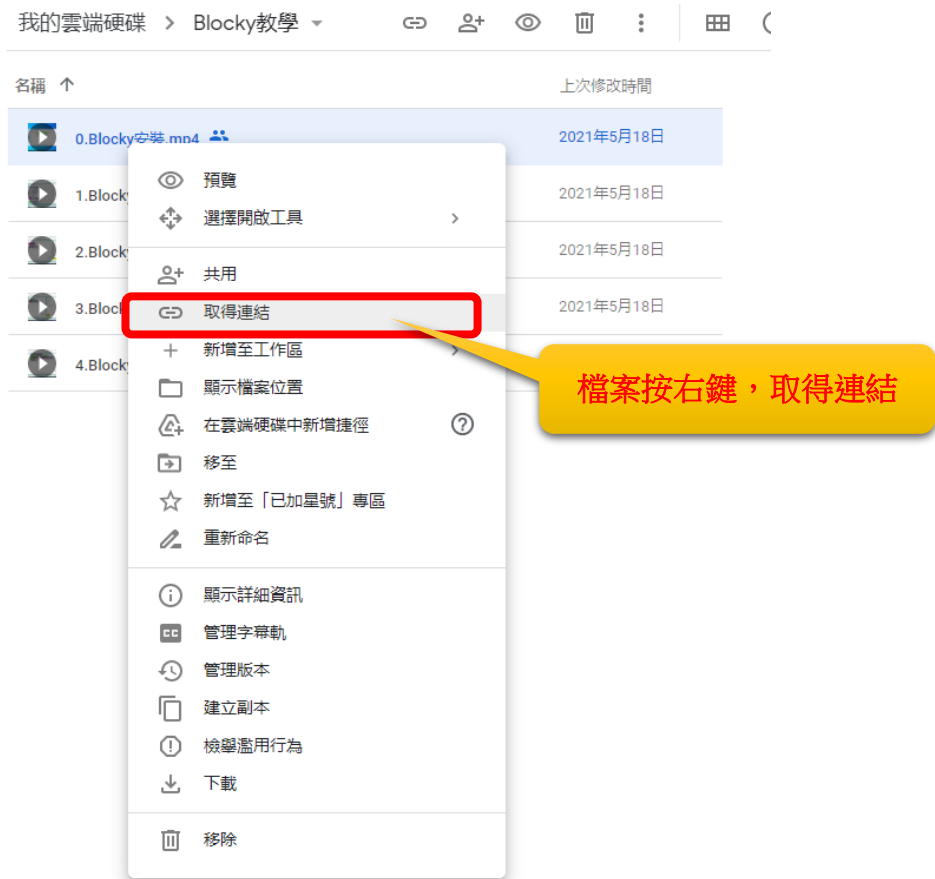 我的雲端硬碟 > Blocky教學
名稱 ↑ 上次修改時間
0.Blocky安裝.mp4 2021年5月18日
1.Block 2021年5月18日
2.Block 2021年5月18日
3.Block 2021年5月18日
4.Block
預覽
選擇開啟工具
共用
取得連結
新增至工作區
檔案按右鍵，取得連結
顯示檔案位置
在雲端硬碟中新增捷徑
移至
新增至「已加星號」專區
重新命名
顯示詳細資訊
管理字幕軌
管理版本
建立副本
檢舉濫用行為
下載
移除